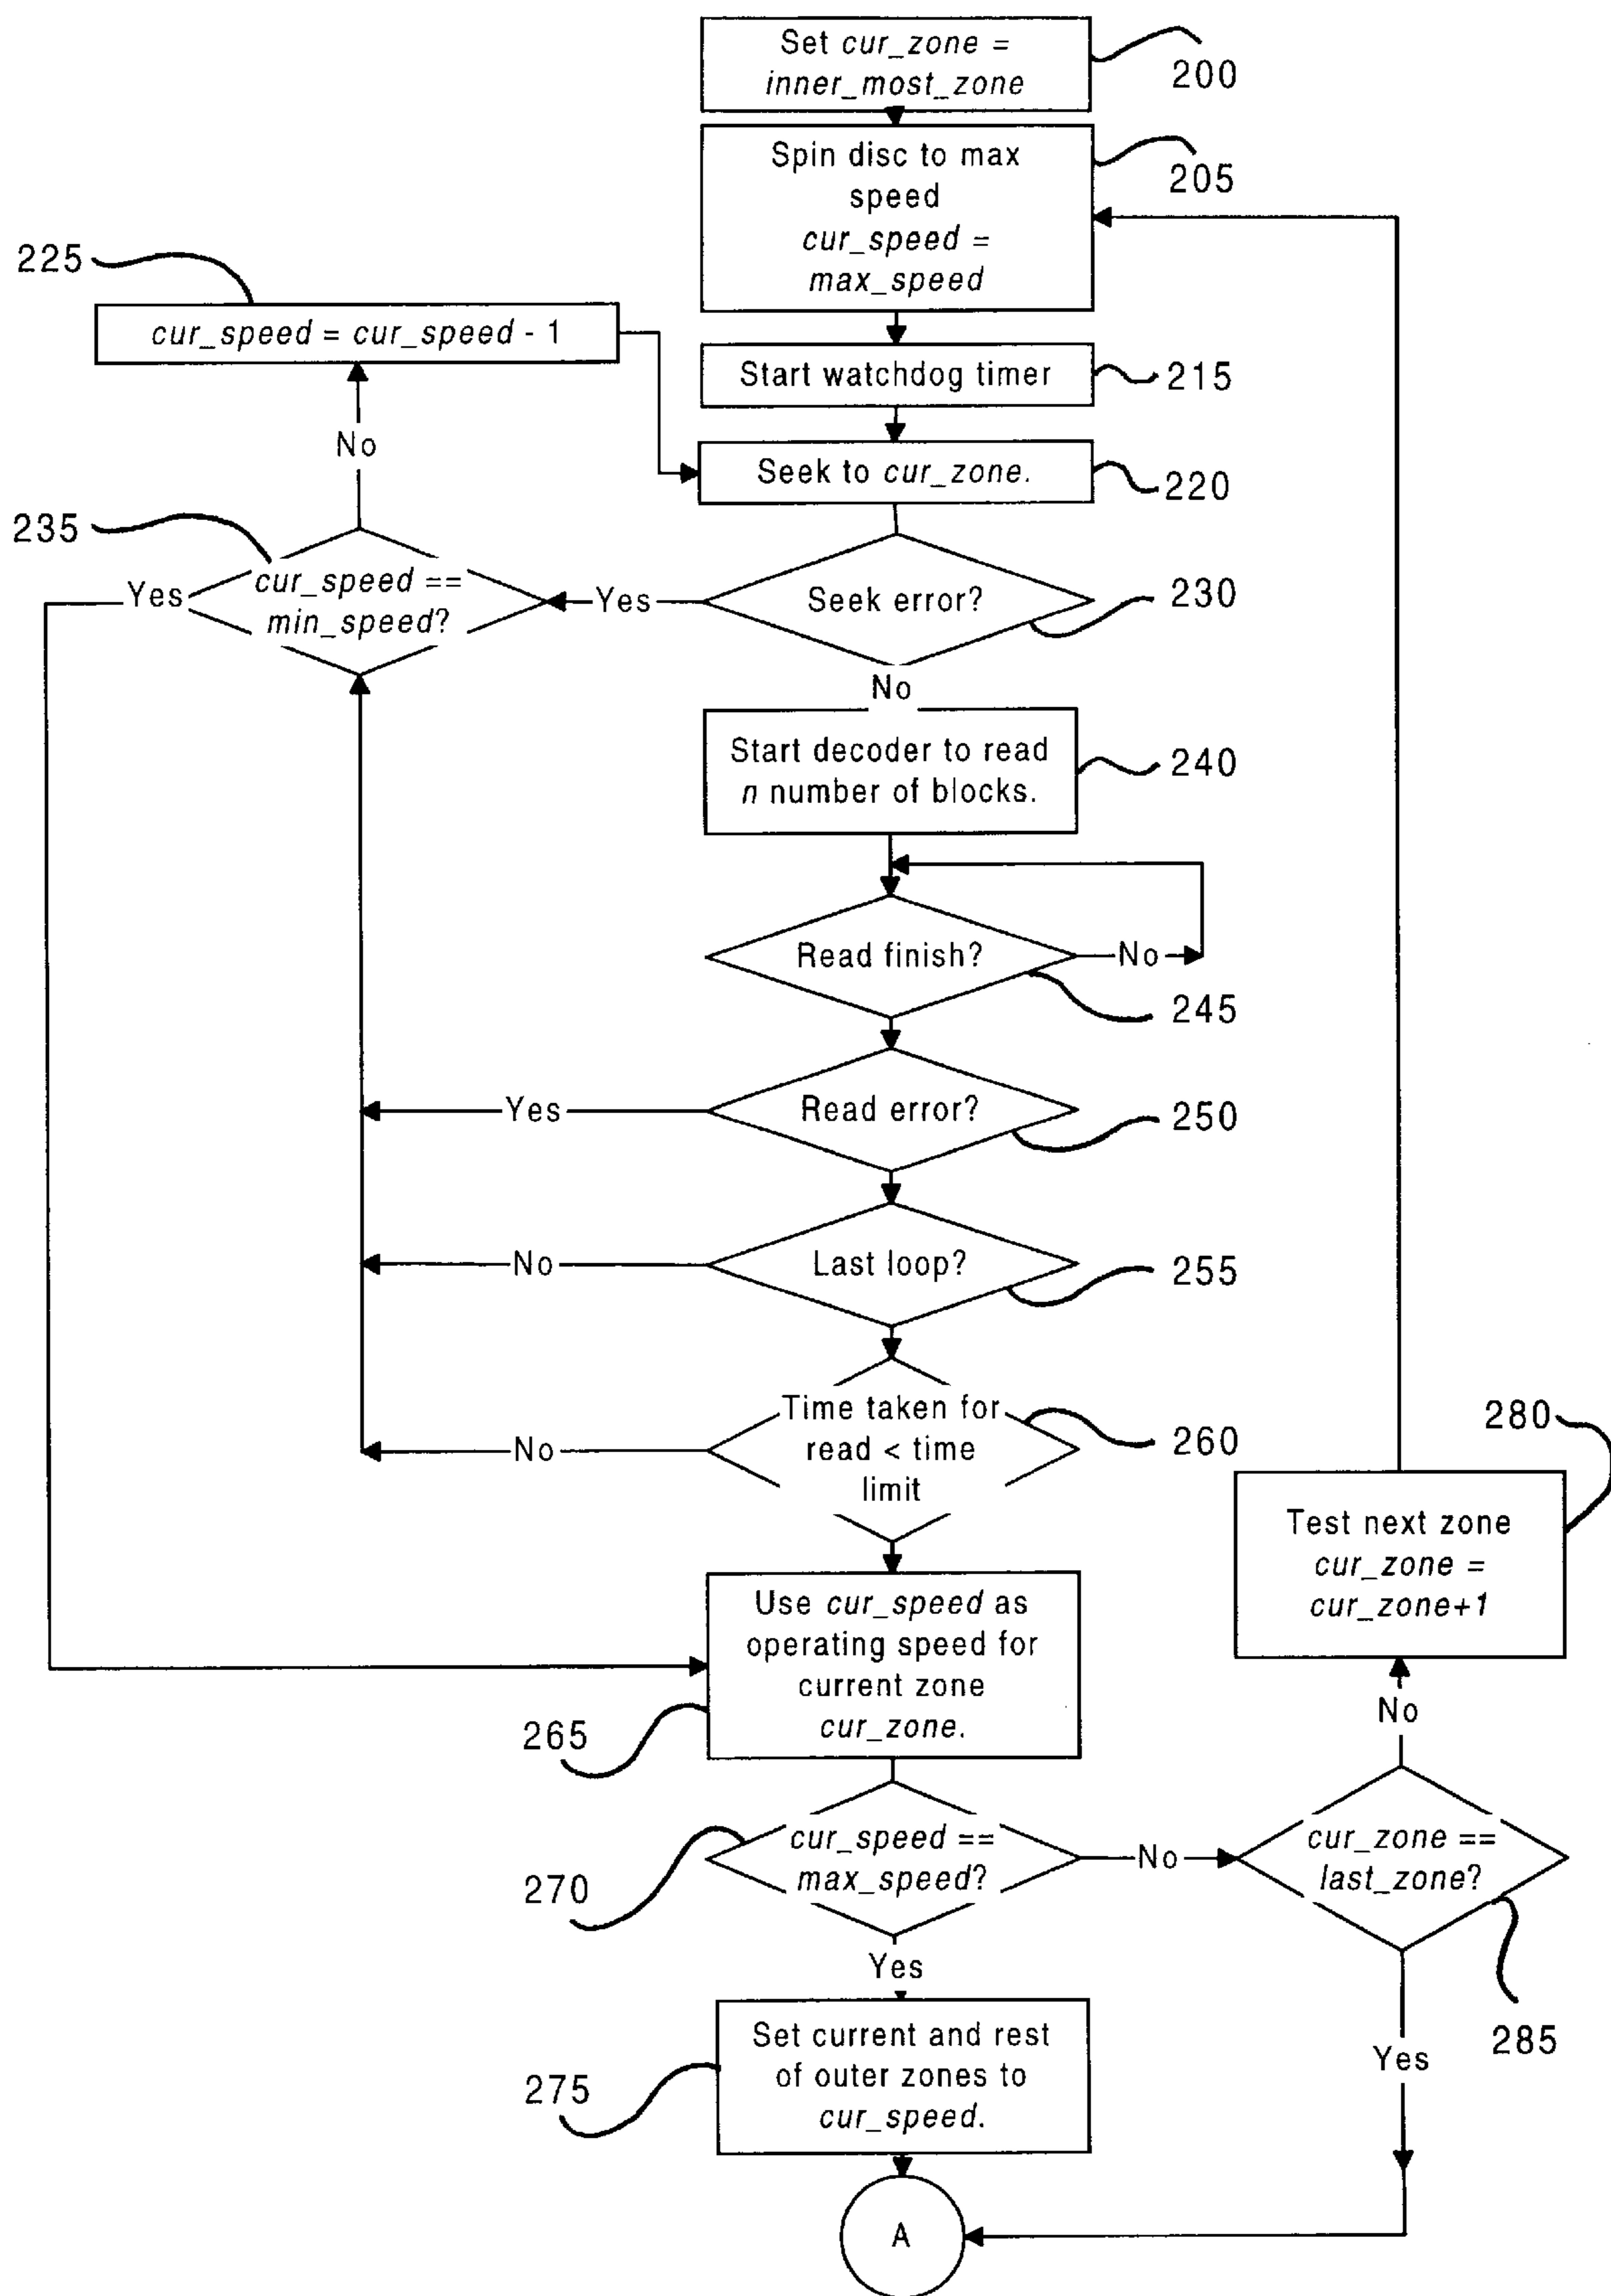 Set cur_zone =
inner_most_zone
200
Spin disc to max
speed
cur_speed =
max_speed
205
225
cur_speed = cur_speed - 1
Start watchdog timer
215
No
Seek to cur_zone.
220
235
Yes
cur_speed ==
min_speed?
Yes
Seek error?
230
No
Start decoder to read
n number of blocks.
240
Read finish?
No
245
Yes
Read error?
250
No
Last loop?
255
No
Time taken for
read < time
limit
260
280
Test next zone
cur_zone =
cur_zone+1
Use cur_speed as
operating speed for
current zone
cur_zone.
265
No
270
cur_speed ==
max_speed?
No
cur_zone ==
last_zone?
285
Yes
Yes
275
Set current and rest
of outer zones to
cur_speed.
A